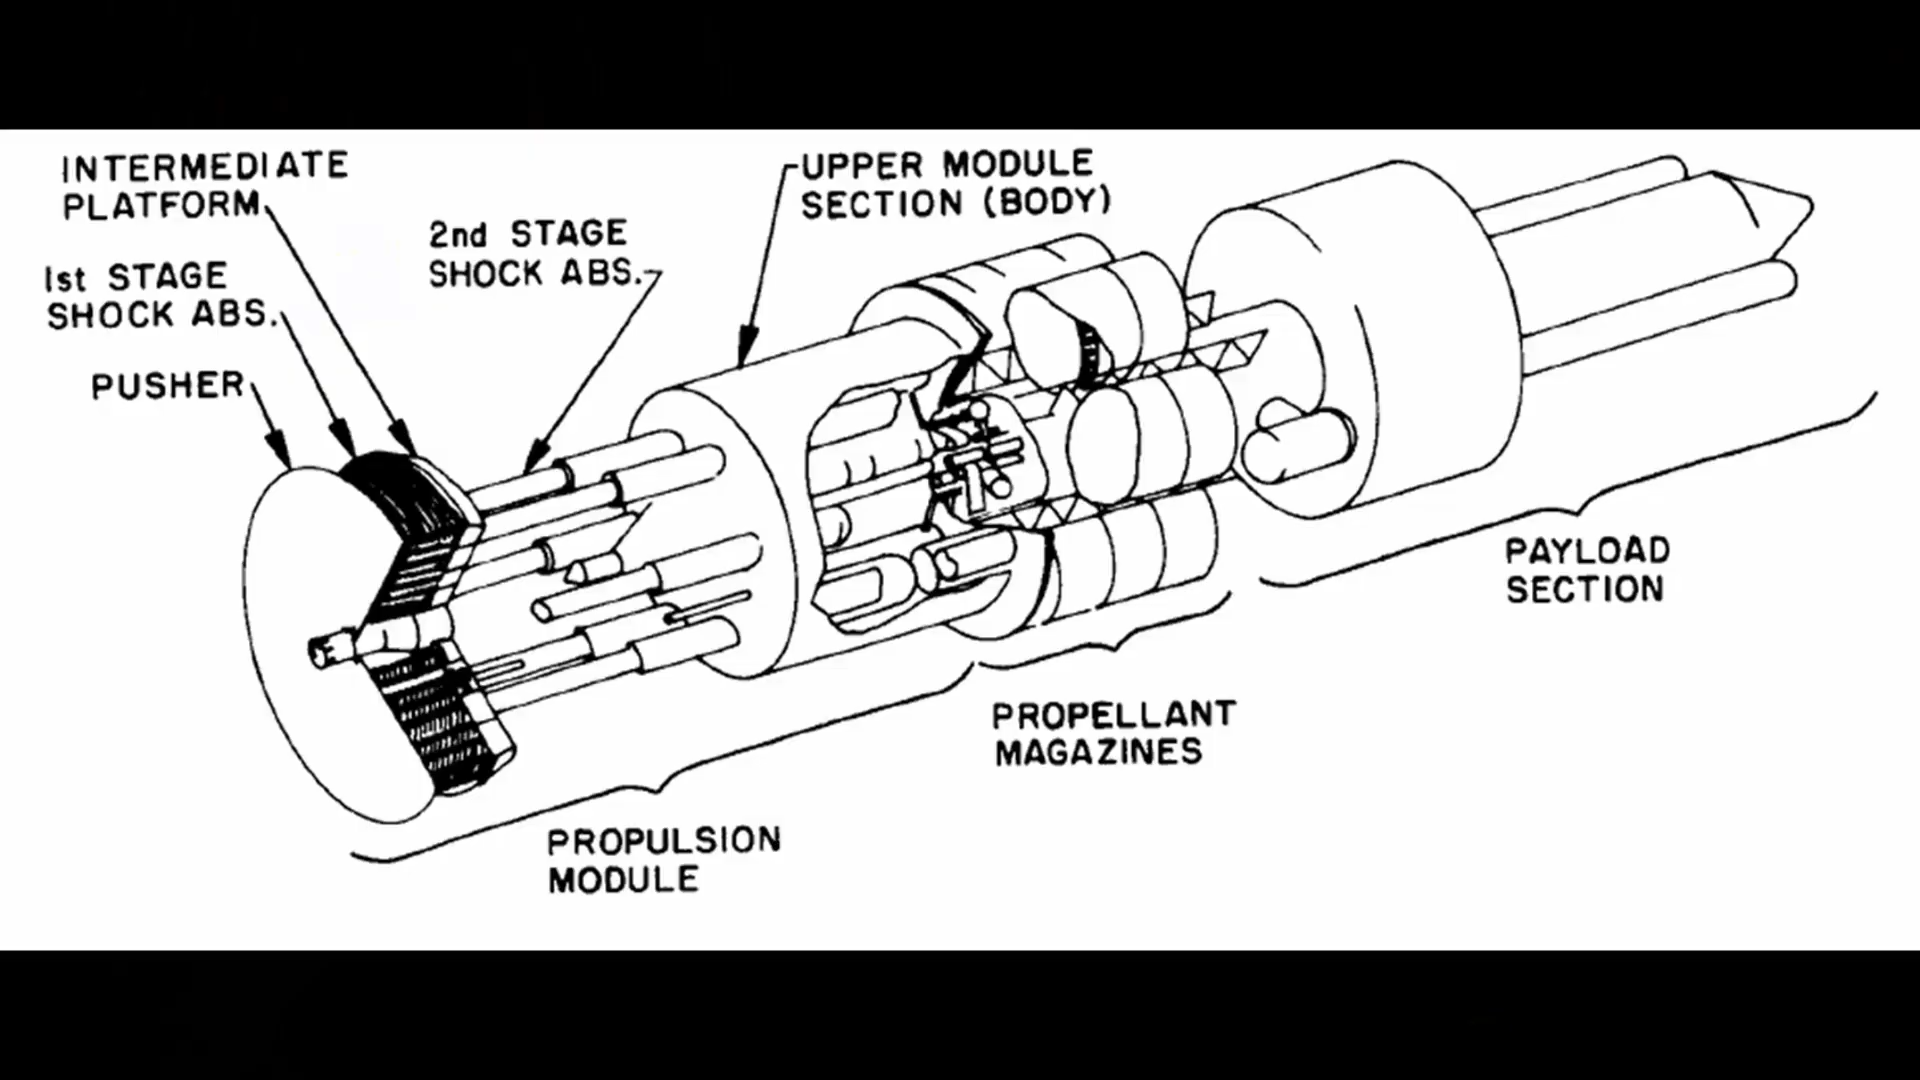 INTERMEDIATE
PLATFORM
1st STAGE
SHOCK ABS.
PUSHER
2nd STAGE
SHOCK ABS.
UPPER MODULE
SECTION (BODY)
PAYLOAD
SECTION
PROPELLANT
MAGAZINES
PROPULSION
MODULE